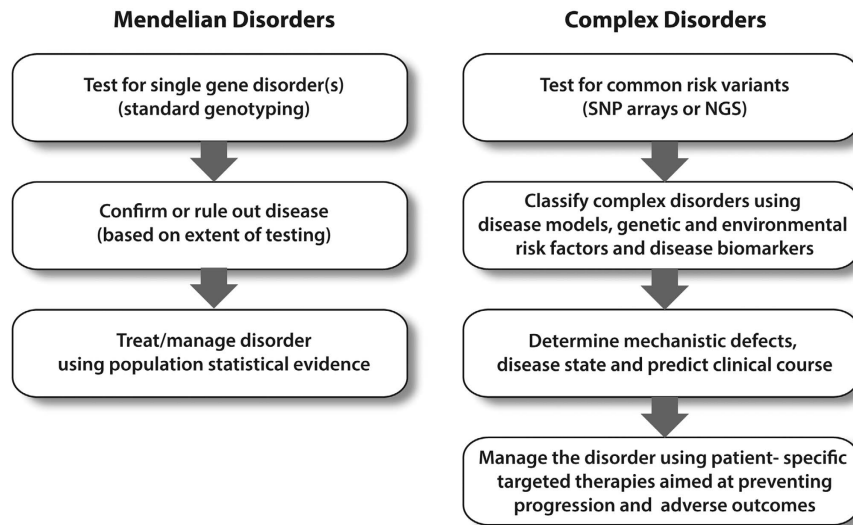 Mendelian Disorders
Test for single gene disorder(s)
(standard genotyping)
Confirm or rule out disease
(based on extent of testing)
Treat/manage disorder
using population statistical evidence
Complex Disorders
Test for common risk variants
(SNP arrays or NGS)
Classify complex disorders using
disease models, genetic and environmental
risk factors and disease biomarkers
Determine mechanistic defects,
disease state and predict clinical course
Manage the disorder using patient- specific
targeted therapies aimed at preventing
progression and adverse outcomes